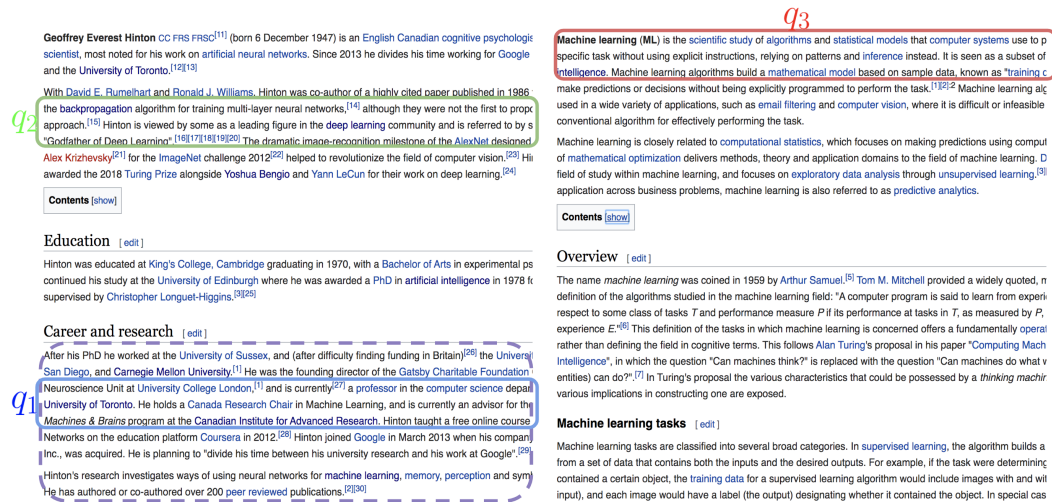 q3
Geoffrey Everest Hinton CC FRS FRSC[11] (born 6 December 1947) is an English Canadian cognitive psychologis
scientist, most noted for his work on artificial neural networks. Since 2013 he divides his time working for Google
and the University of Toronto.[12][13]
With David E. Rumelhart and Ronald J. Williams, Hinton was co-author of a highly cited paper published in 1986
q2
the backpropagation algorithm for training multi-layer neural networks,[14] although they were not the first to propo
approach.[15] Hinton is viewed by some as a leading figure in the deep learning community and is referred to by s
"Godfather of Deep Learning".[16][17][18][19][20] The dramatic image-recognition milestone of the AlexNet designed
Alex Krizhevsky[21] for the ImageNet challenge 2012[22] helped to revolutionize the field of computer vision.[23] Hi
awarded the 2018 Turing Prize alongside Yoshua Bengio and Yann LeCun for their work on deep learning.[24]
Contents [show]
Education [ edit ]
Hinton was educated at King's College, Cambridge graduating in 1970, with a Bachelor of Arts in experimental ps
continued his study at the University of Edinburgh where he was awarded a PhD in artificial intelligence in 1978 fo
supervised by Christopher Longuet-Higgins.[3][25]
Career and research [ edit ]
After his PhD he worked at the University of Sussex, and (after difficulty finding funding in Britain)[26] the Universi
San Diego, and Carnegie Mellon University.[1] He was the founding director of the Gatsby Charitable Foundation
q1
Neuroscience Unit at University College London,[1] and is currently[27] a professor in the computer science depar
University of Toronto. He holds a Canada Research Chair in Machine Learning, and is currently an advisor for the
Machines & Brains program at the Canadian Institute for Advanced Research. Hinton taught a free online course
Networks on the education platform Coursera in 2012.[28] Hinton joined Google in March 2013 when his company
Inc., was acquired. He is planning to "divide his time between his university research and his work at Google".[29]
Hinton's research investigates ways of using neural networks for machine learning, memory, perception and sym
He has authored or co-authored over 200 peer reviewed publications.[2][30]
Machine learning (ML) is the scientific study of algorithms and statistical models that computer systems use to p
specific task without using explicit instructions, relying on patterns and inference instead. It is seen as a subset of
intelligence. Machine learning algorithms build a mathematical model based on sample data, known as "training d
make predictions or decisions without being explicitly programmed to perform the task.[1][2]:2 Machine learning alg
used in a wide variety of applications, such as email filtering and computer vision, where it is difficult or infeasible
conventional algorithm for effectively performing the task.
Machine learning is closely related to computational statistics, which focuses on making predictions using comput
of mathematical optimization delivers methods, theory and application domains to the field of machine learning. D
field of study within machine learning, and focuses on exploratory data analysis through unsupervised learning.[3]
application across business problems, machine learning is also referred to as predictive analytics.
Contents [show]
Overview [ edit ]
The name machine learning was coined in 1959 by Arthur Samuel.[5] Tom M. Mitchell provided a widely quoted, m
definition of the algorithms studied in the machine learning field: "A computer program is said to learn from experi
respect to some class of tasks T and performance measure P if its performance at tasks in T, as measured by P,
experience E."[6] This definition of the tasks in which machine learning is concerned offers a fundamentally operat
rather than defining the field in cognitive terms. This follows Alan Turing's proposal in his paper "Computing Mach
Intelligence", in which the question "Can machines think?" is replaced with the question "Can machines do what w
entities) can do?".[7] In Turing's proposal the various characteristics that could be possessed by a thinking machin
various implications in constructing one are exposed.
Machine learning tasks [ edit ]
Machine learning tasks are classified into several broad categories. In supervised learning, the algorithm builds a
from a set of data that contains both the inputs and the desired outputs. For example, if the task were determining
contained a certain object, the training data for a supervised learning algorithm would include images with and wit
input), and each image would have a label (the output) designating whether it contained the object. In special cas